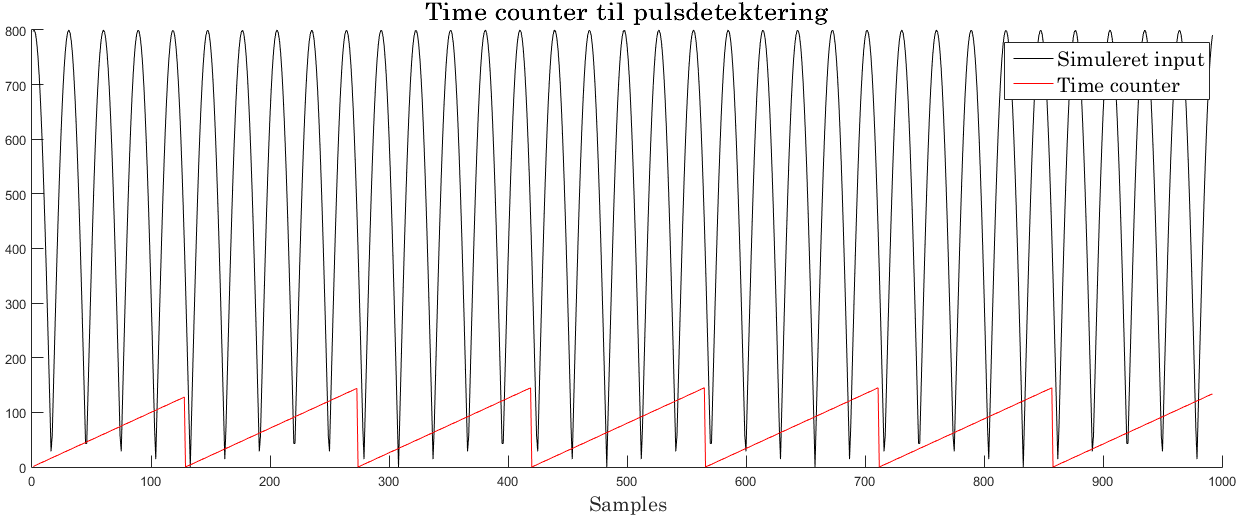 Time counter til pulsdetektering
800
700
600
500
400
300
200
100
0
Simuleret input
Time counter
0 100 200 300 400 500 600 700 800 900 1000
Samples